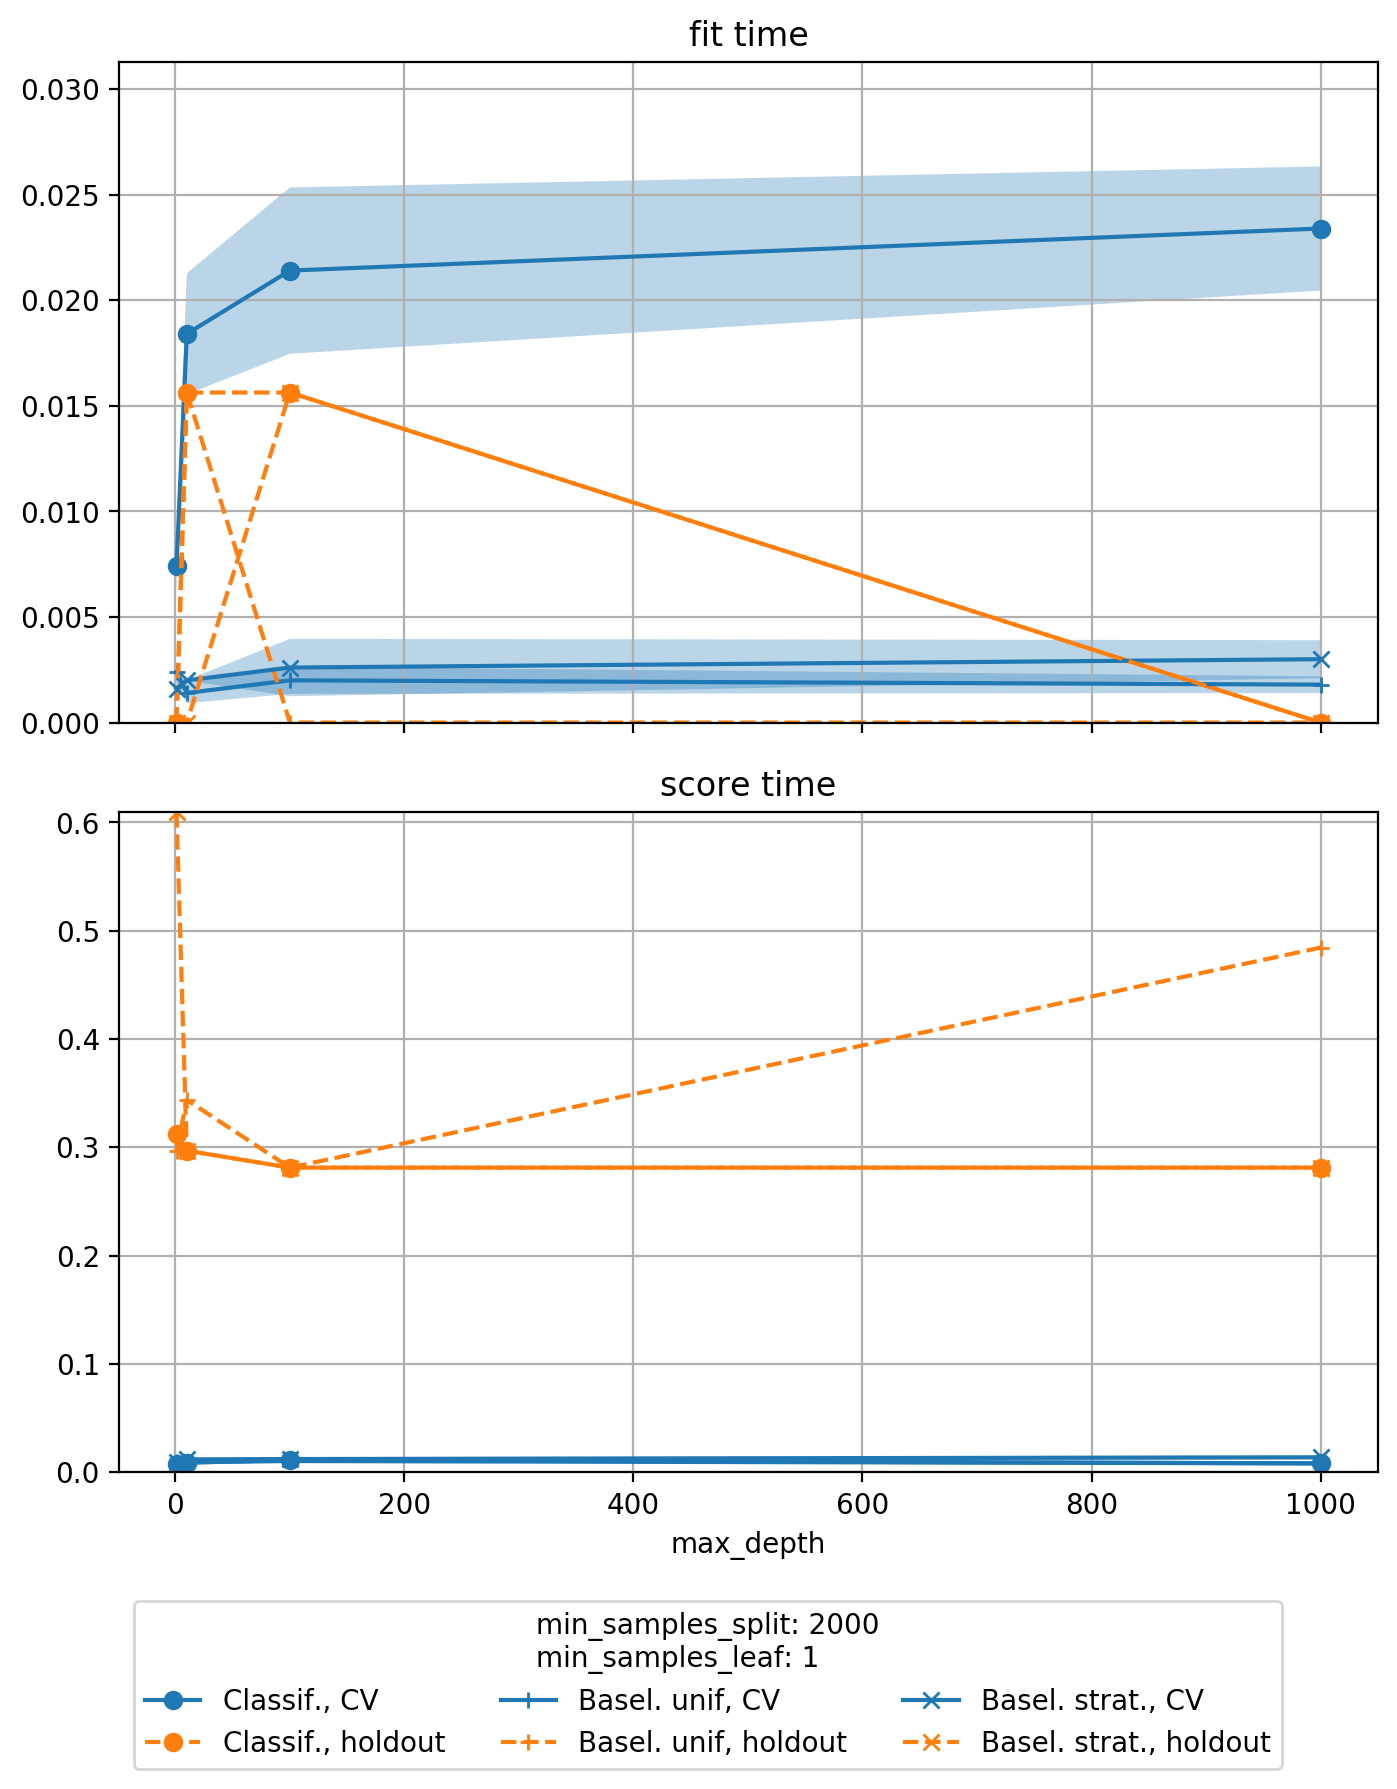 fit time
0.030
0.025
0.020
0.015
0.010
0.005
0.000
score time
0.6
0.5
0.4
0.3
0.2
0.1
0.0
0 200 400 600 800 1000
max_depth
min_samples_split: 2000
min_samples_leaf: 1
Classif., CV Basel. unif, CV Basel. strat., CV
Classif., holdout Basel. unif, holdout Basel. strat., holdout